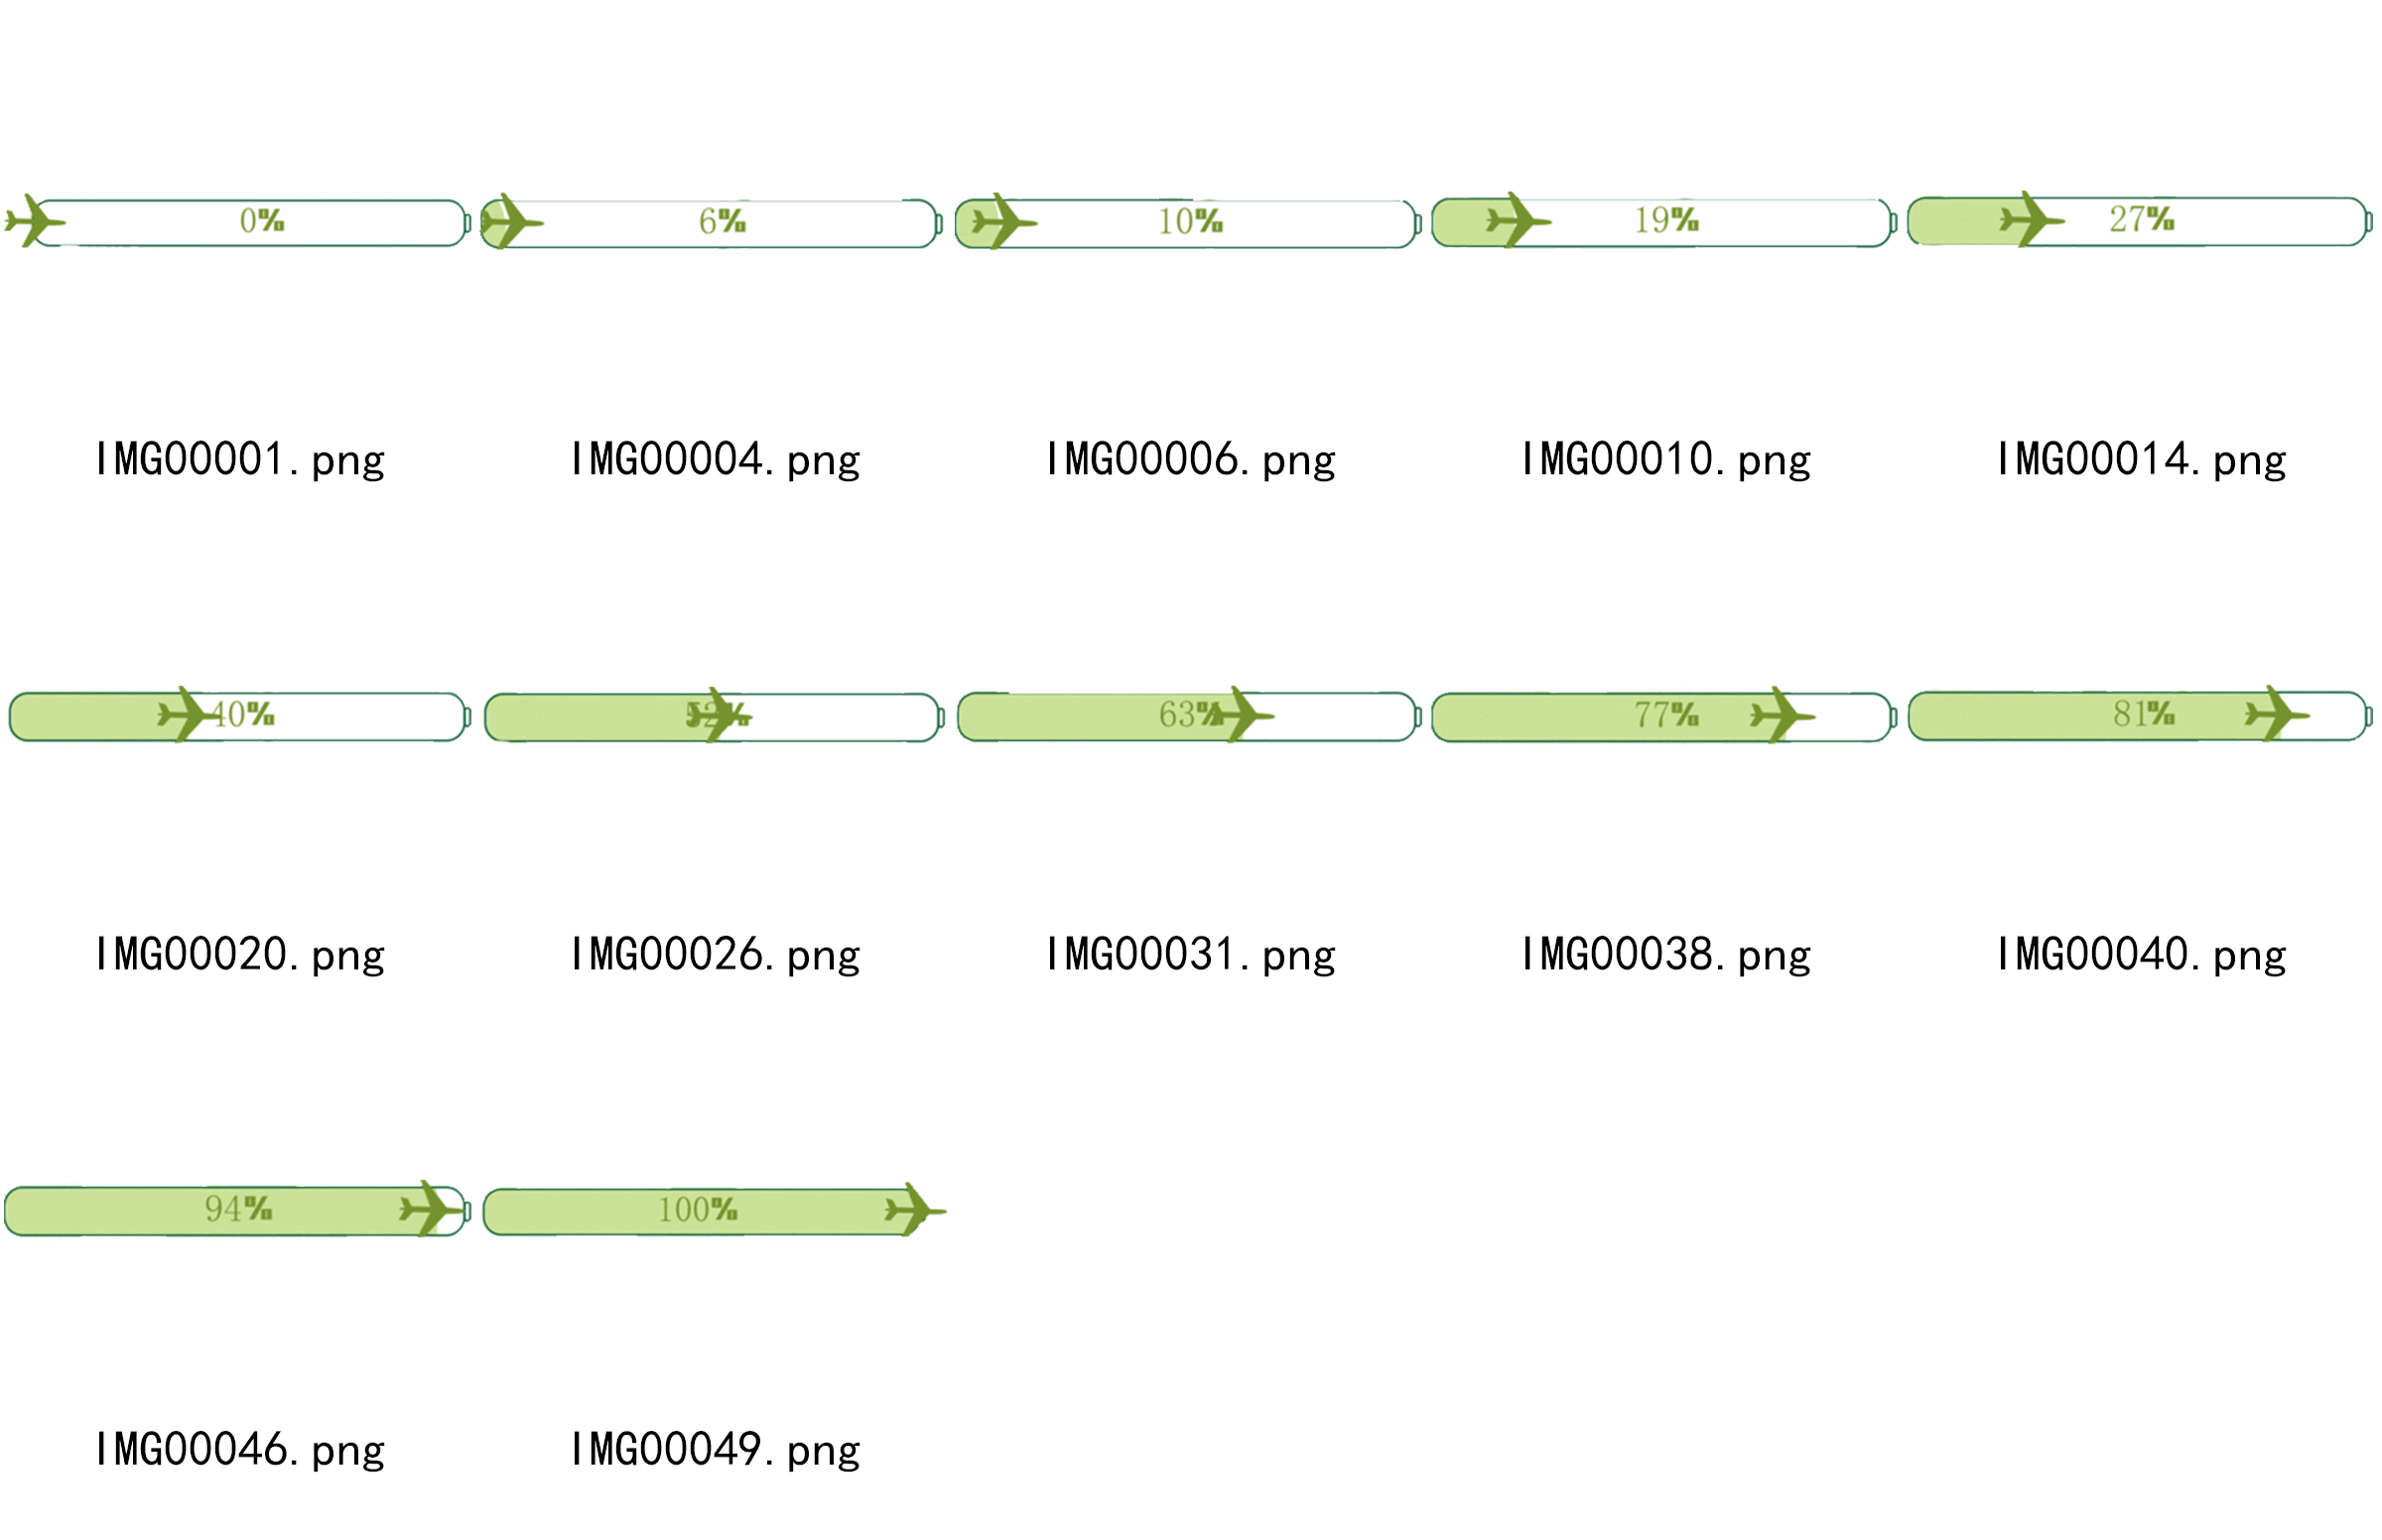 0% 6% 10% 19% 27%
IMG00001.png IMG00004.png IMG00006.png IMG00010.png IMG00014.png
40% 52% 63% 77% 81%
IMG00020.png IMG00026.png IMG00031.png IMG00038.png IMG00040.png
94% 100%
IMG00046.png IMG00049.png